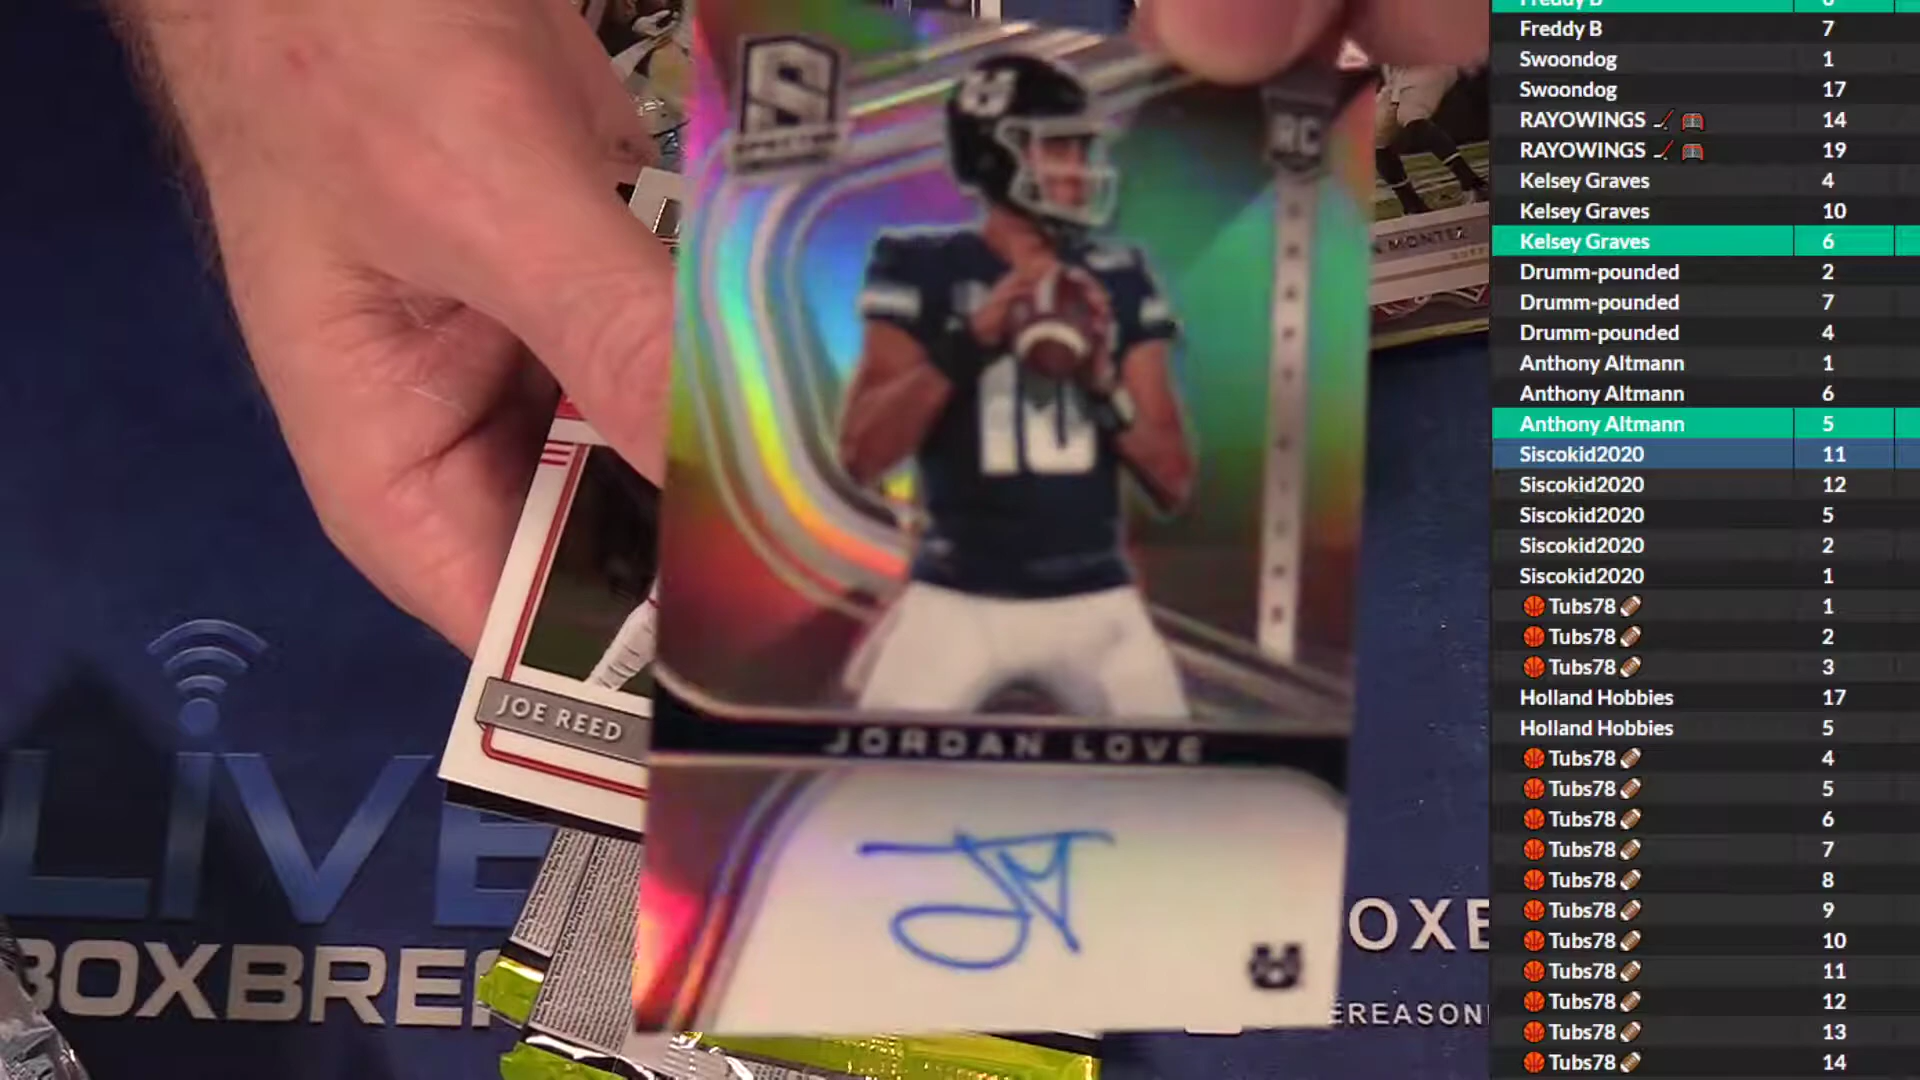 S
RC
JORDAN LOVE
10
U
JOE REED
N MONTEZ
LIVE
BOXBRE
OXB
EREASON
Freddy B 7
Swoondog 1
Swoondog 17
RAYOWINGS 14
RAYOWINGS 19
Kelsey Graves 4
Kelsey Graves 10
Kelsey Graves 6
Drumm-pounded 2
Drumm-pounded 7
Drumm-pounded 4
Anthony Altmann 1
Anthony Altmann 6
Anthony Altmann 5
Siscokid2020 11
Siscokid2020 12
Siscokid2020 5
Siscokid2020 2
Siscokid2020 1
🏀 Tubs78 🏈 1
🏀 Tubs78 🏈 2
🏀 Tubs78 🏈 3
Holland Hobbies 17
Holland Hobbies 5
🏀 Tubs78 🏈 4
🏀 Tubs78 🏈 5
🏀 Tubs78 🏈 6
🏀 Tubs78 🏈 7
🏀 Tubs78 🏈 8
🏀 Tubs78 🏈 9
🏀 Tubs78 🏈 10
🏀 Tubs78 🏈 11
🏀 Tubs78 🏈 12
🏀 Tubs78 🏈 13
🏀 Tubs78 🏈 14